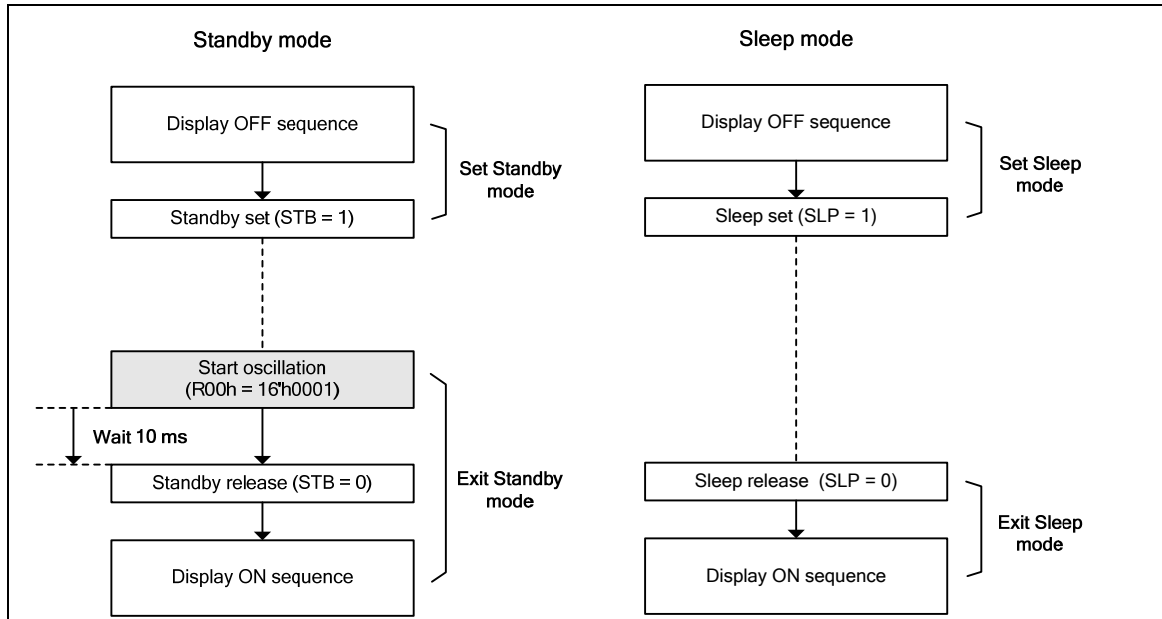 Standby mode
Display OFF sequence
Set Standby
mode
Standby set (STB = 1)
Start oscillation
(R00h = 16'h0001)
Wait 10 ms
Standby release (STB = 0)
Exit Standby
mode
Display ON sequence
Sleep mode
Display OFF sequence
Set Sleep
mode
Sleep set (SLP = 1)
Sleep release (SLP = 0)
Exit Sleep
mode
Display ON sequence